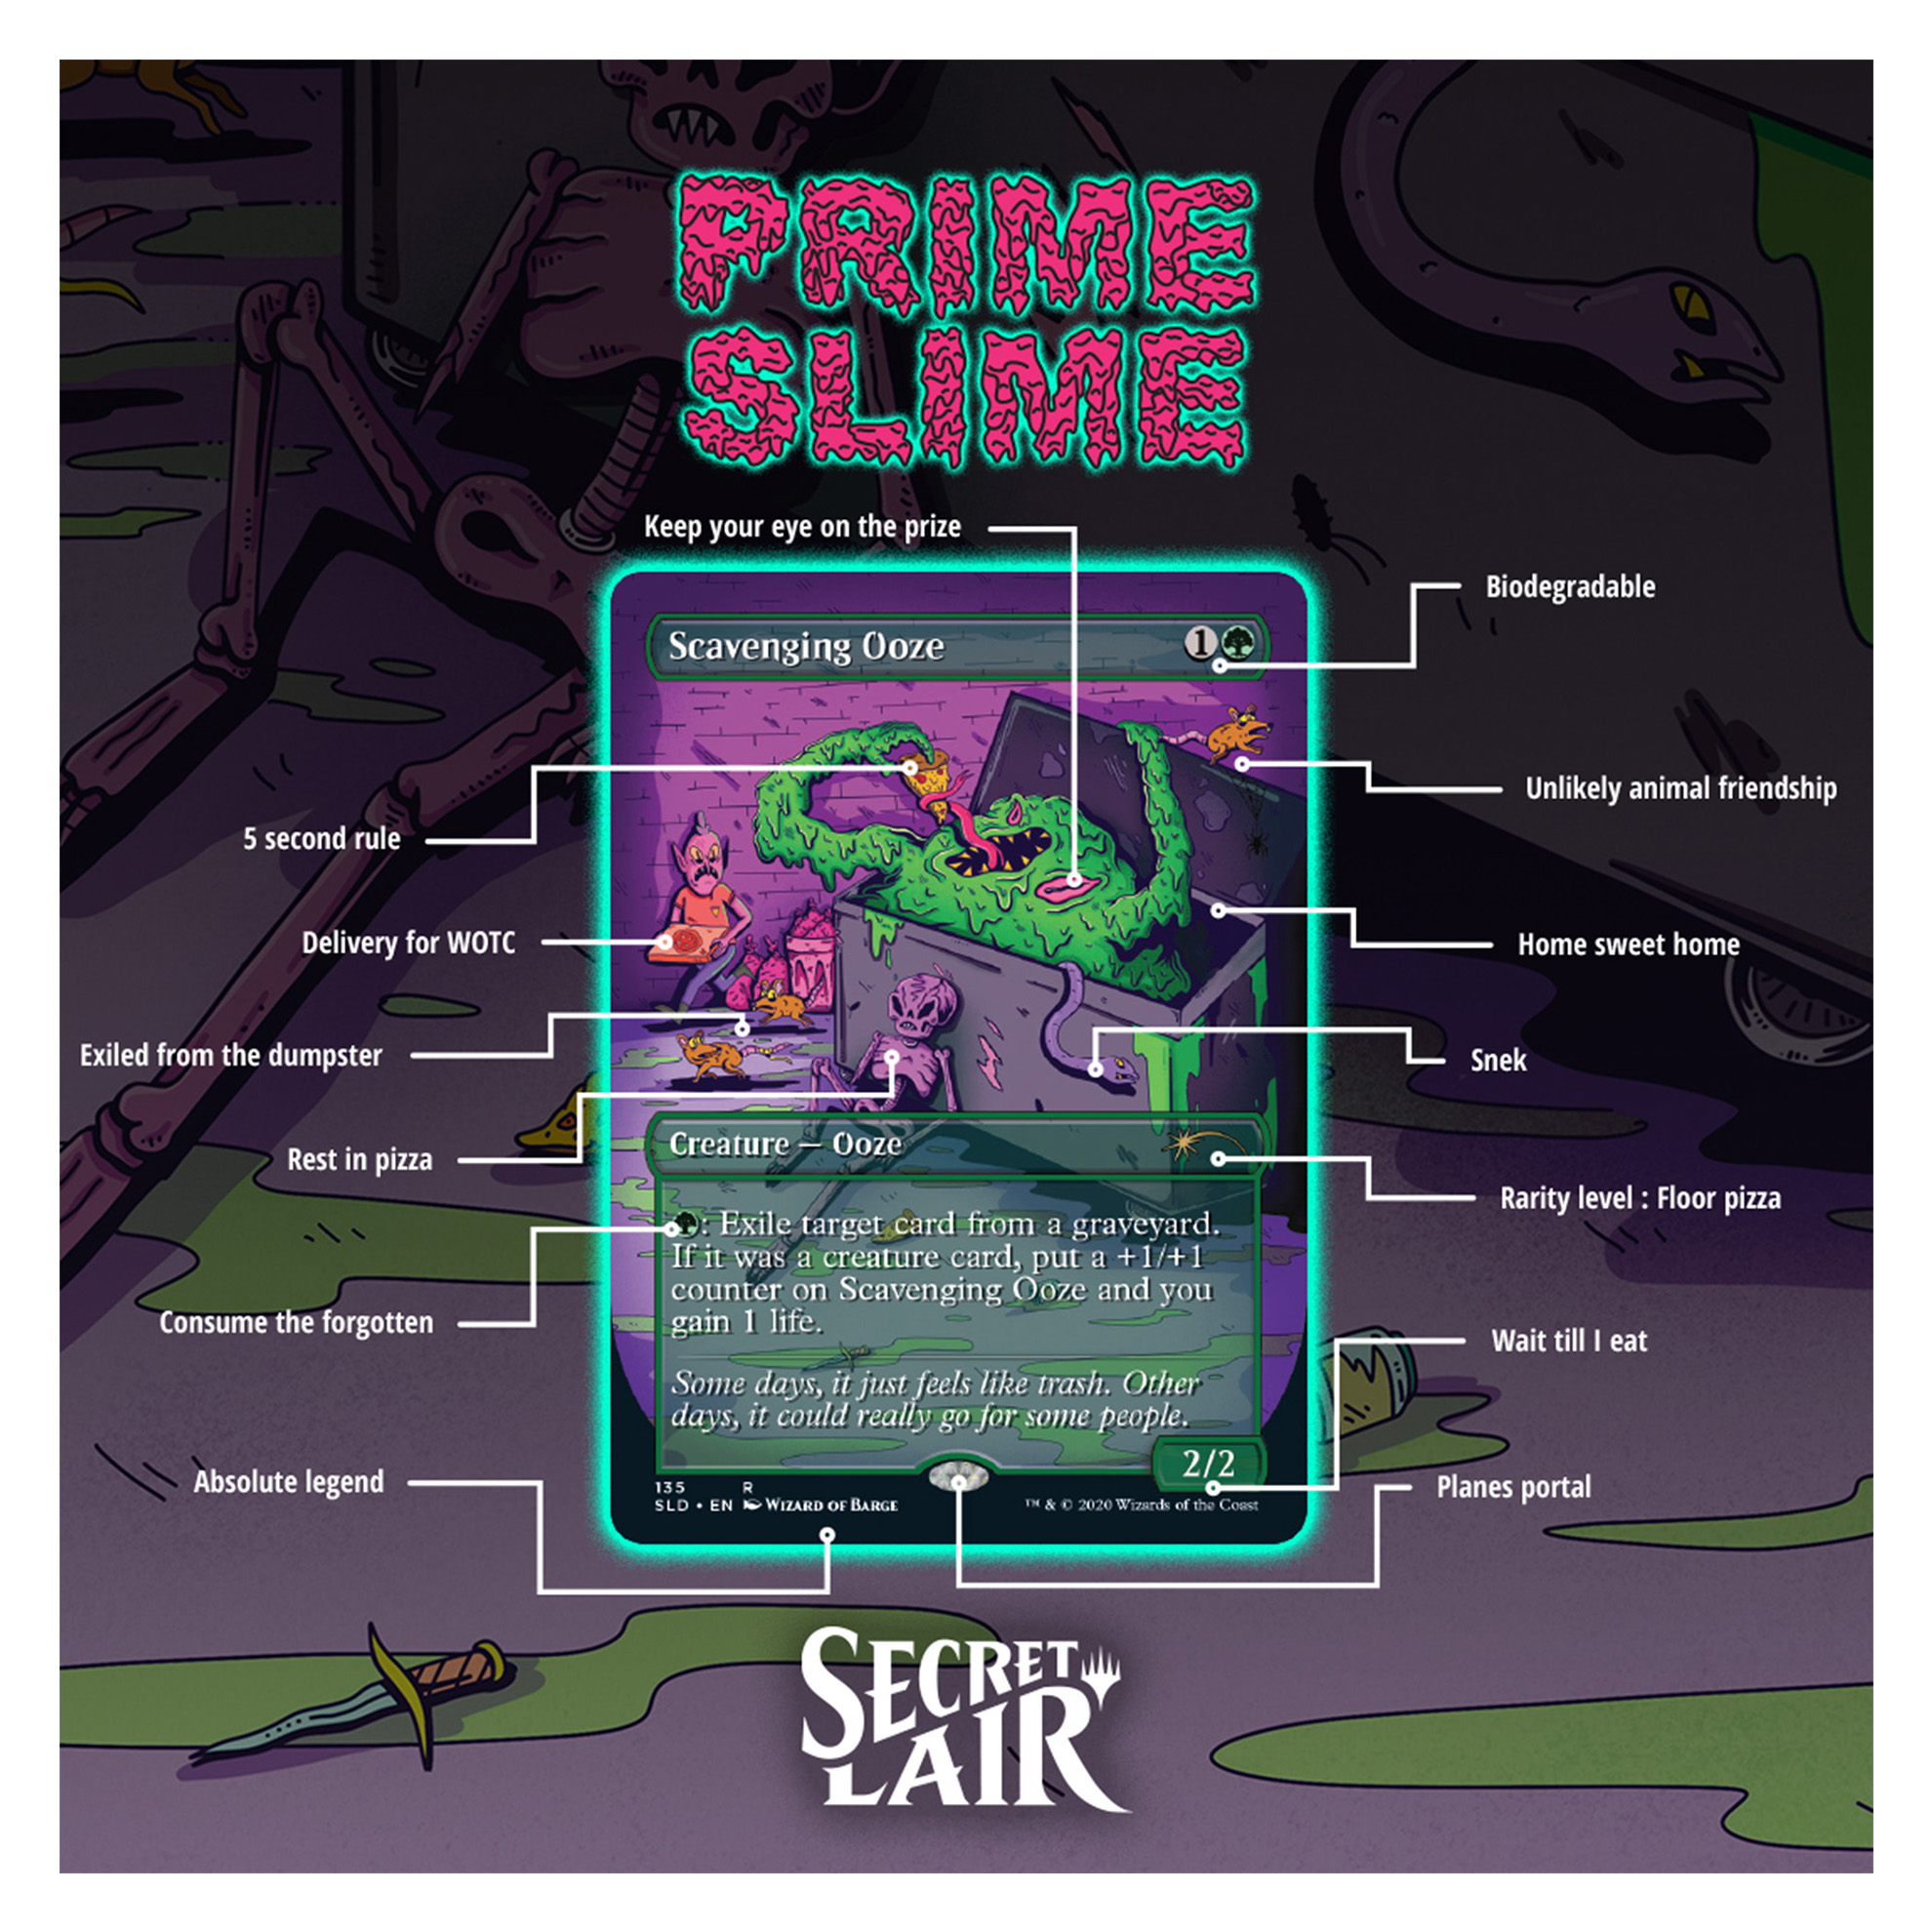 PRIME
SLIME
Keep your eye on the prize
Biodegradable
Scavenging Ooze 1
Unlikely animal friendship
5 second rule
Delivery for WOTC
Home sweet home
Exiled from the dumpster
Snek
Creature — Ooze
Rest in pizza
Rarity level : Floor pizza
: Exile target card from a graveyard.
If it was a creature card, put a +1/+1
counter on Scavenging Ooze and you
gain 1 life.
Consume the forgotten
Wait till I eat
Some days, it just feels like trash. Other
days, it could really go for some people.
2/2
Absolute legend
Planes portal
135 R
SLD • EN WIZARD OF BARGE
™ & © 2020 Wizards of the Coast
SECRET
LAIR